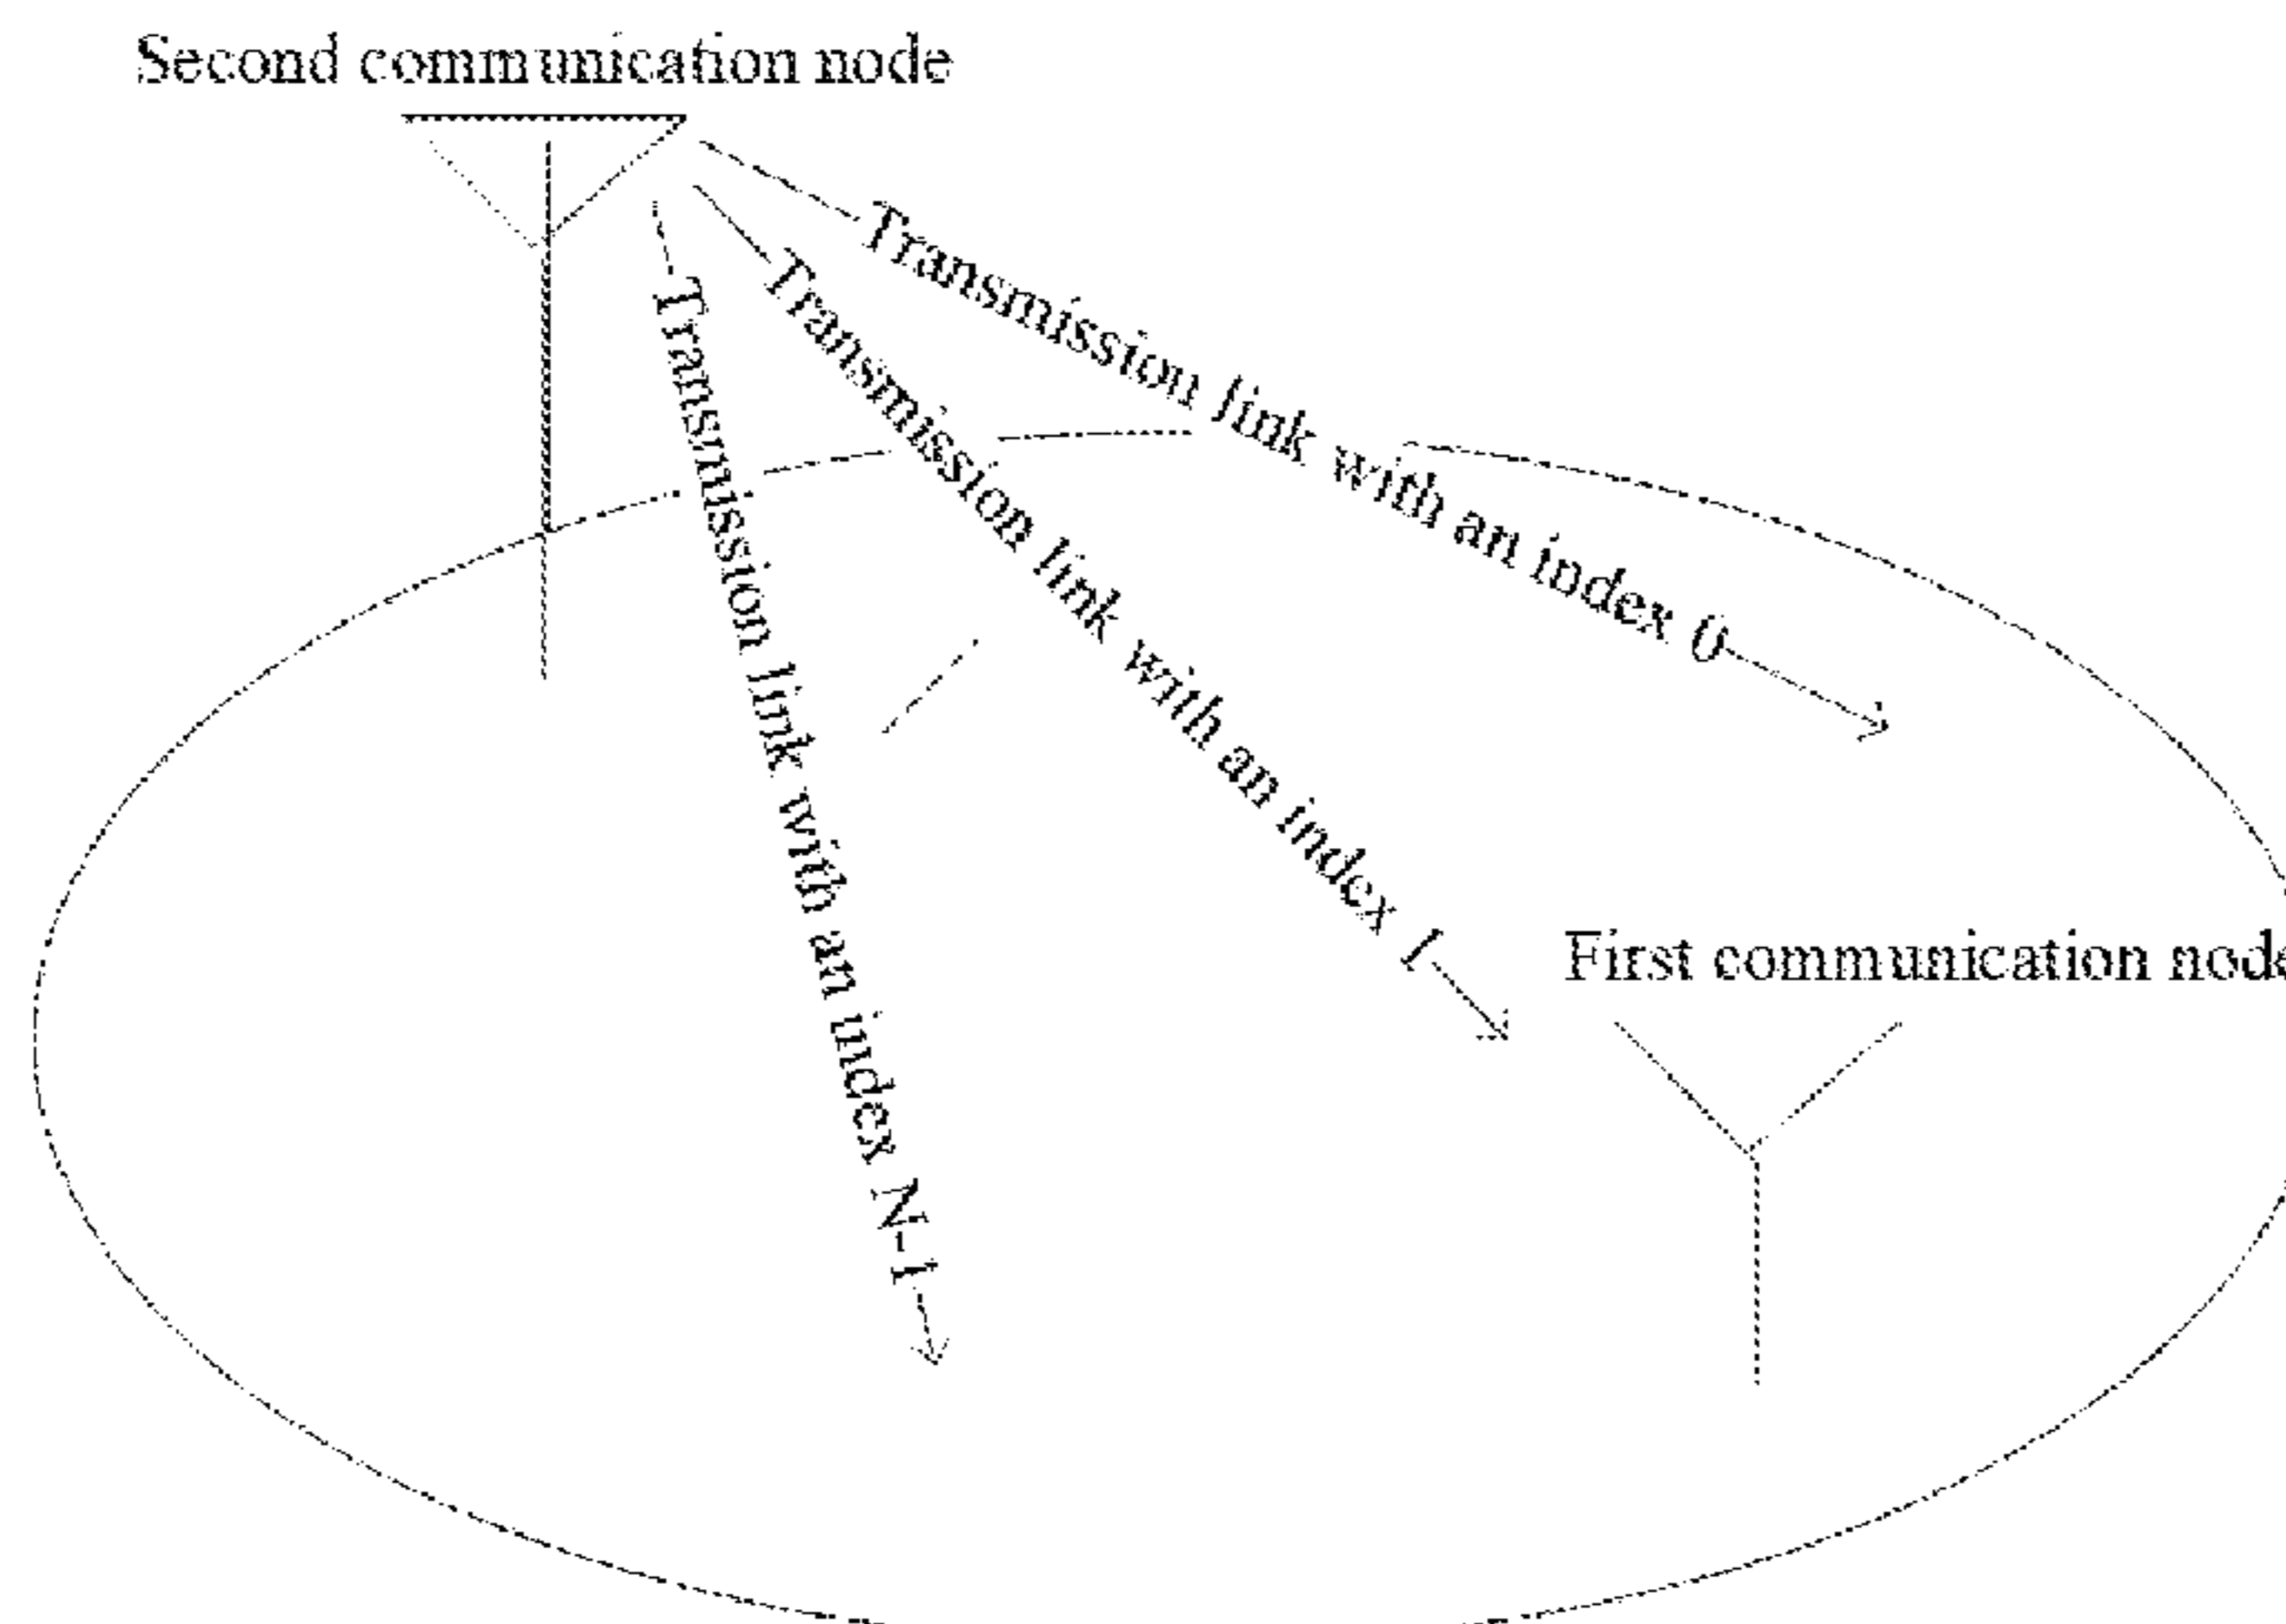 Second communication node
Transmission link with an index 0
Transmission link with an index 1
Transmission link with an index N-1
First communication node